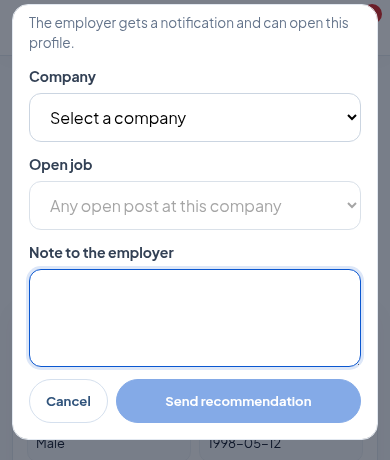 The employer gets a notification and can open this
profile.
Company
Select a company
Open job
Any open post at this company
Note to the employer
Cancel
Send recommendation
Male
1998-05-12